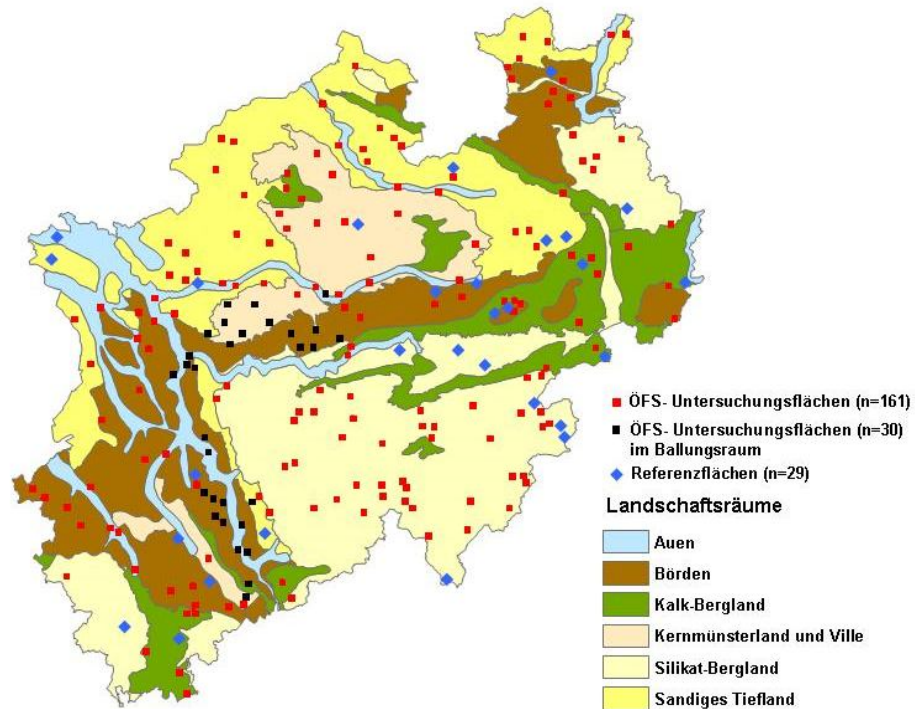 ÖFS- Untersuchungsflächen (n=161)
ÖFS- Untersuchungsflächen (n=30)
im Ballungsraum
Referenzflächen (n=29)
Landschaftsräume
Auen
Börden
Kalk-Bergland
Kernmünsterland und Ville
Silikat-Bergland
Sandiges Tiefland